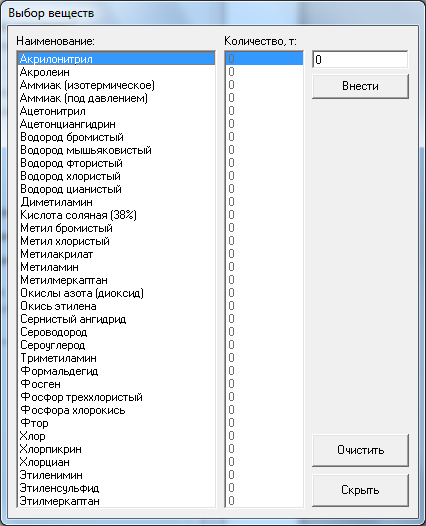 Выбор веществ
Наименование: Количество, т:
Акрилонитрил 0 0
Акролеин 0
Аммиак (изотермическое) 0 Внести
Аммиак (под давлением) 0
Ацетонитрил 0
Ацетонциангидрин 0
Водород бромистый 0
Водород мышьяковистый 0
Водород фтористый 0
Водород хлористый 0
Водород цианистый 0
Диметиламин 0
Кислота соляная (38%) 0
Метил бромистый 0
Метил хлористый 0
Метилакрилат 0
Метиламин 0
Метилмеркаптан 0
Окислы азота (диоксид) 0
Окись этилена 0
Сернистый ангидрид 0
Сероводород 0
Сероуглерод 0
Триметиламин 0
Формальдегид 0
Фосген 0
Фосфор треххлористый 0
Фосфора хлорокись 0
Фтор 0
Хлор 0
Хлорпикрин 0 Очистить
Хлорциан 0
Этиленимин 0
Этиленсульфид 0 Скрыть
Этилмеркаптан 0